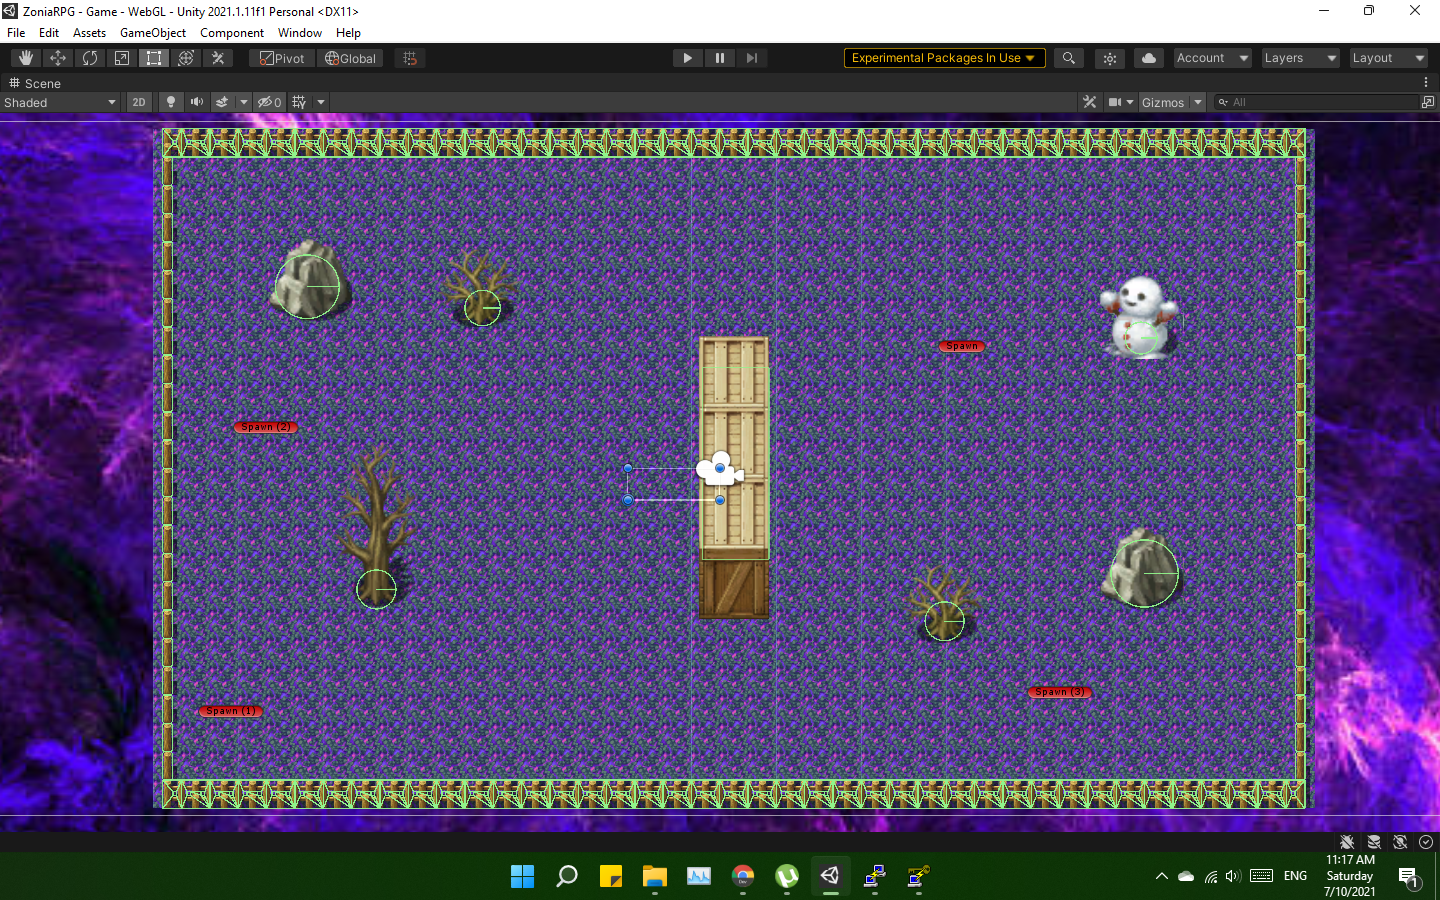 ZoniaRPG - Game - WebGL - Unity 2021.1.11f1 Personal <DX11>
File Edit Assets GameObject Component Window Help
Pivot Global Experimental Packages In Use Account Layers Layout
Scene
Shaded 2D 0 Gizmos All
Spawn
Spawn (2)
Spawn (3)
Spawn (1)
11:17 AM
ENG Saturday
7/10/2021
1